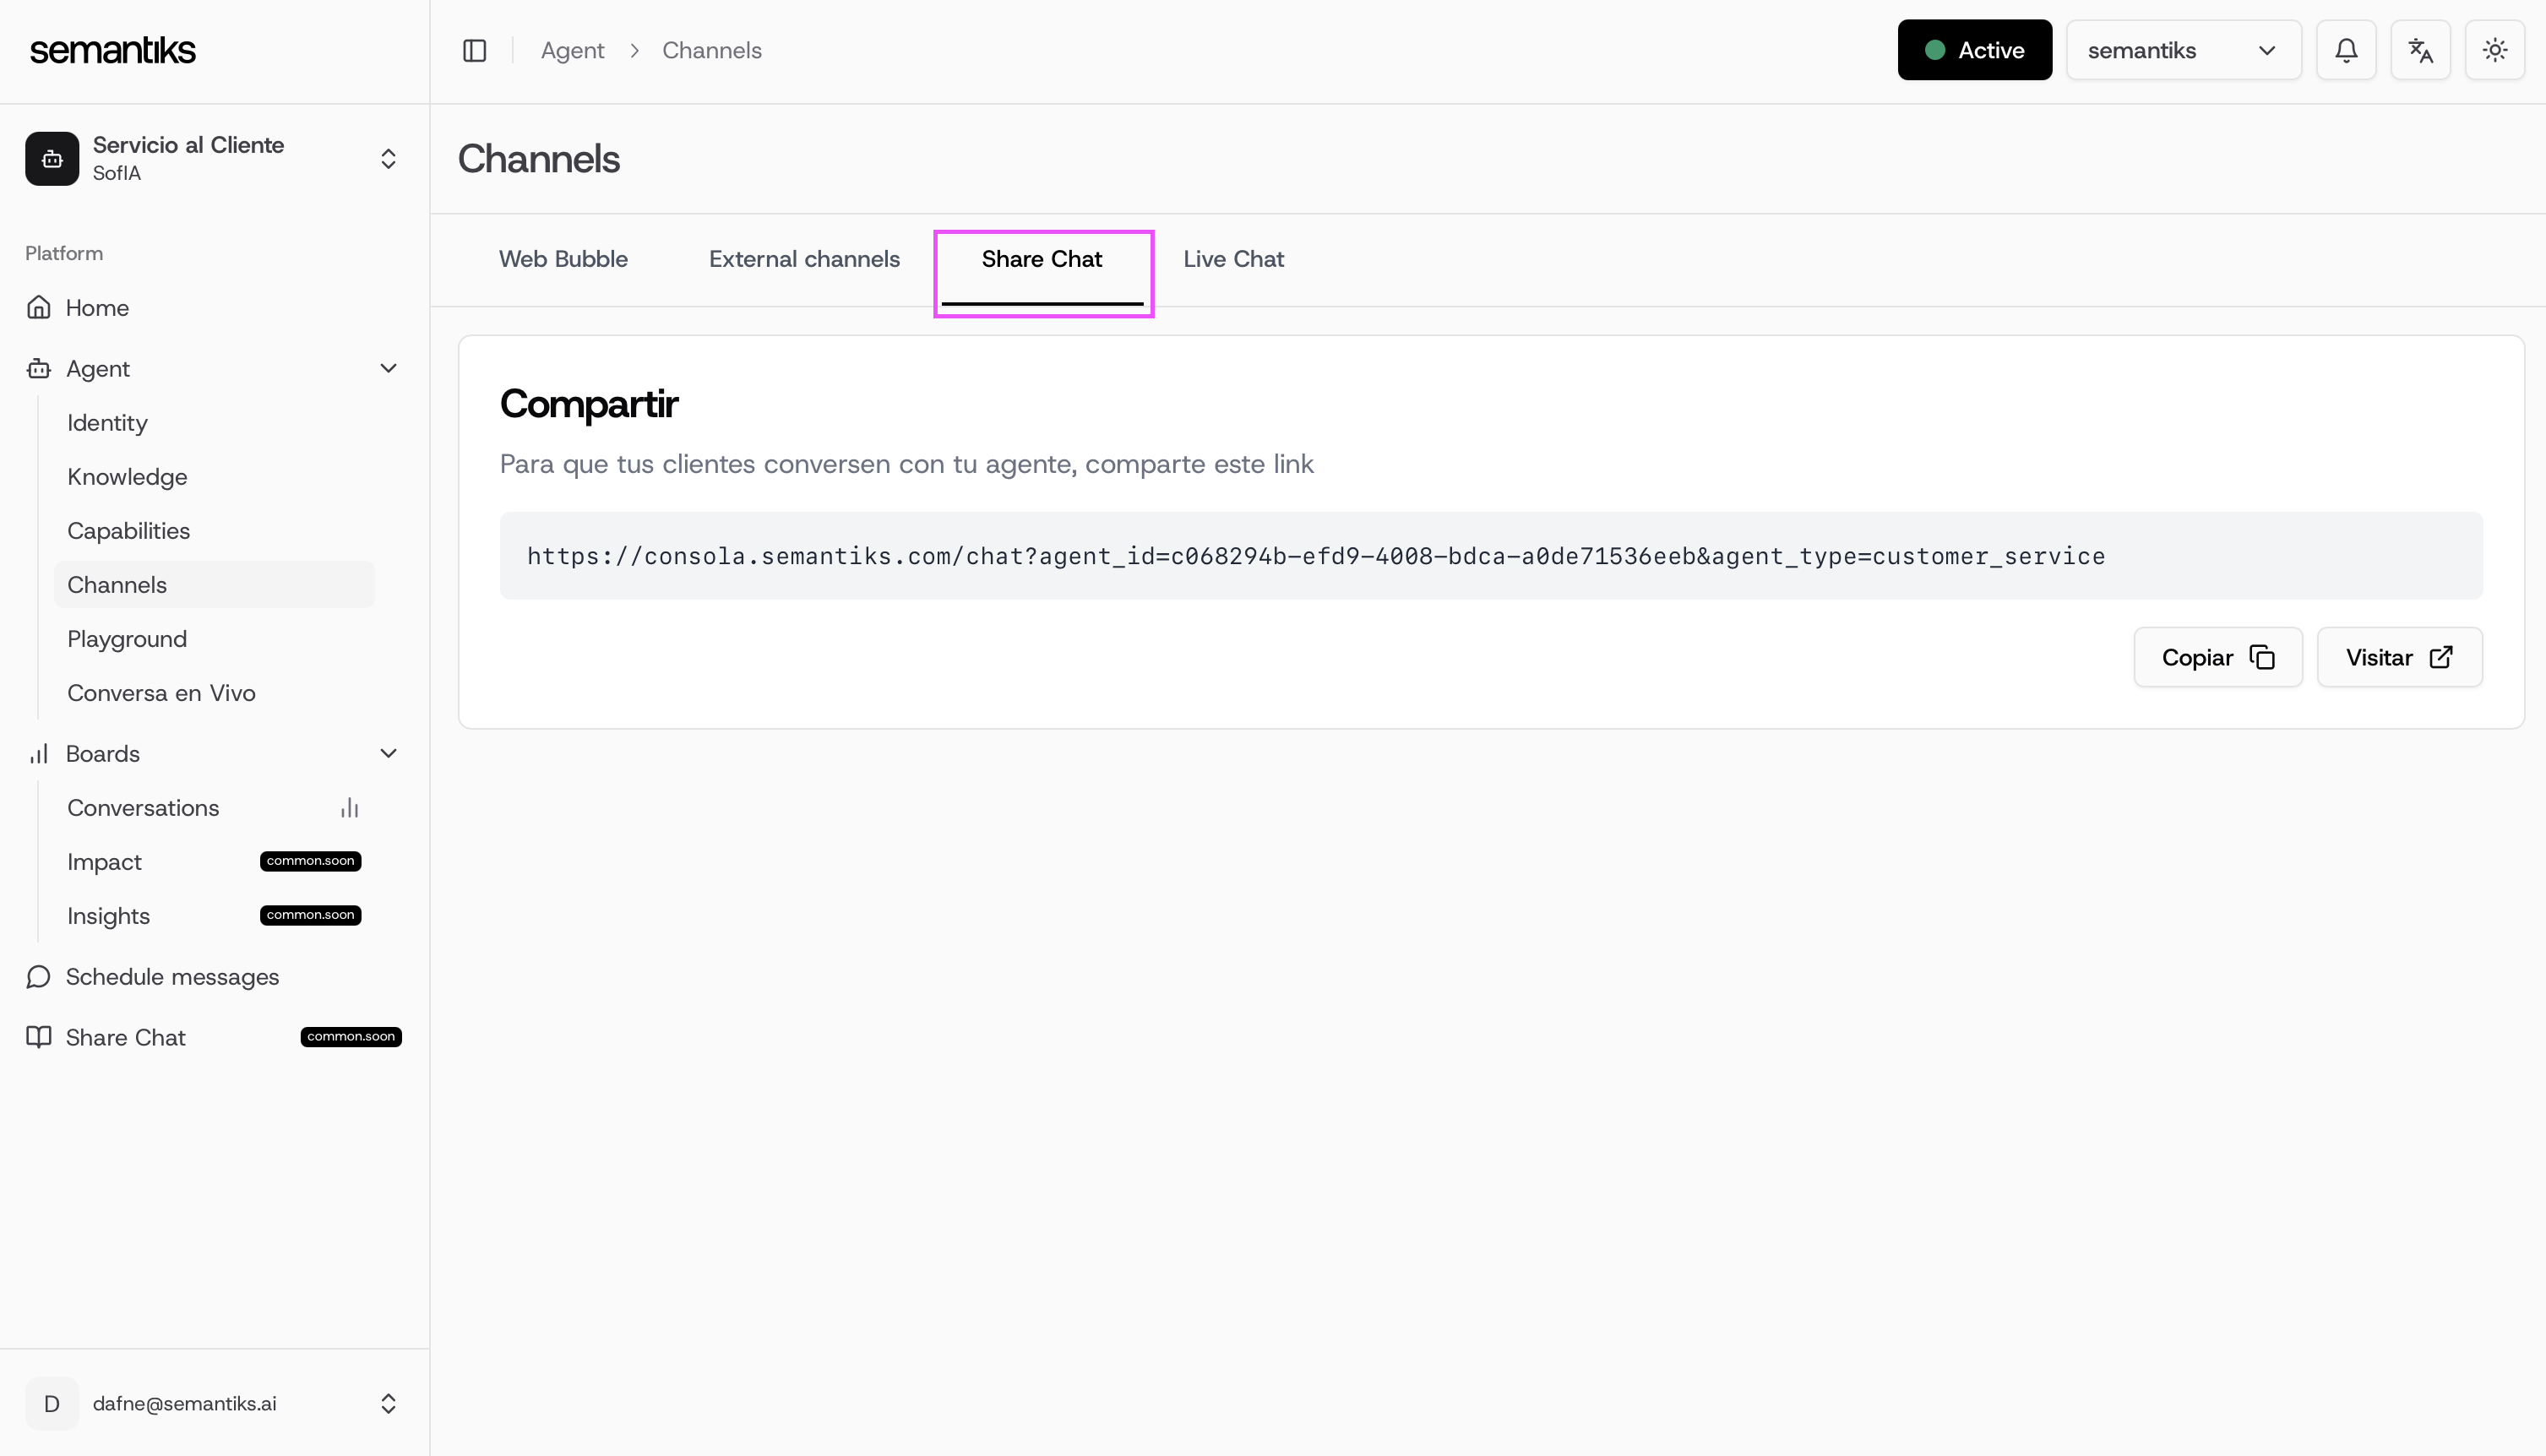 semantiks
Agent > Channels
Active
semantiks
Servicio al Cliente
SofIA
Platform
Home
Agent
Identity
Knowledge
Capabilities
Channels
Playground
Conversa en Vivo
Boards
Conversations
Impact common.soon
Insights common.soon
Schedule messages
Share Chat common.soon
D dafne@semantiks.ai
Channels
Web Bubble External channels Share Chat Live Chat
Compartir
Para que tus clientes conversen con tu agente, comparte este link
https://consola.semantiks.com/chat?agent_id=c068294b-efd9-4008-bdca-a0de71536eeb&agent_type=customer_service
Copiar Visitar